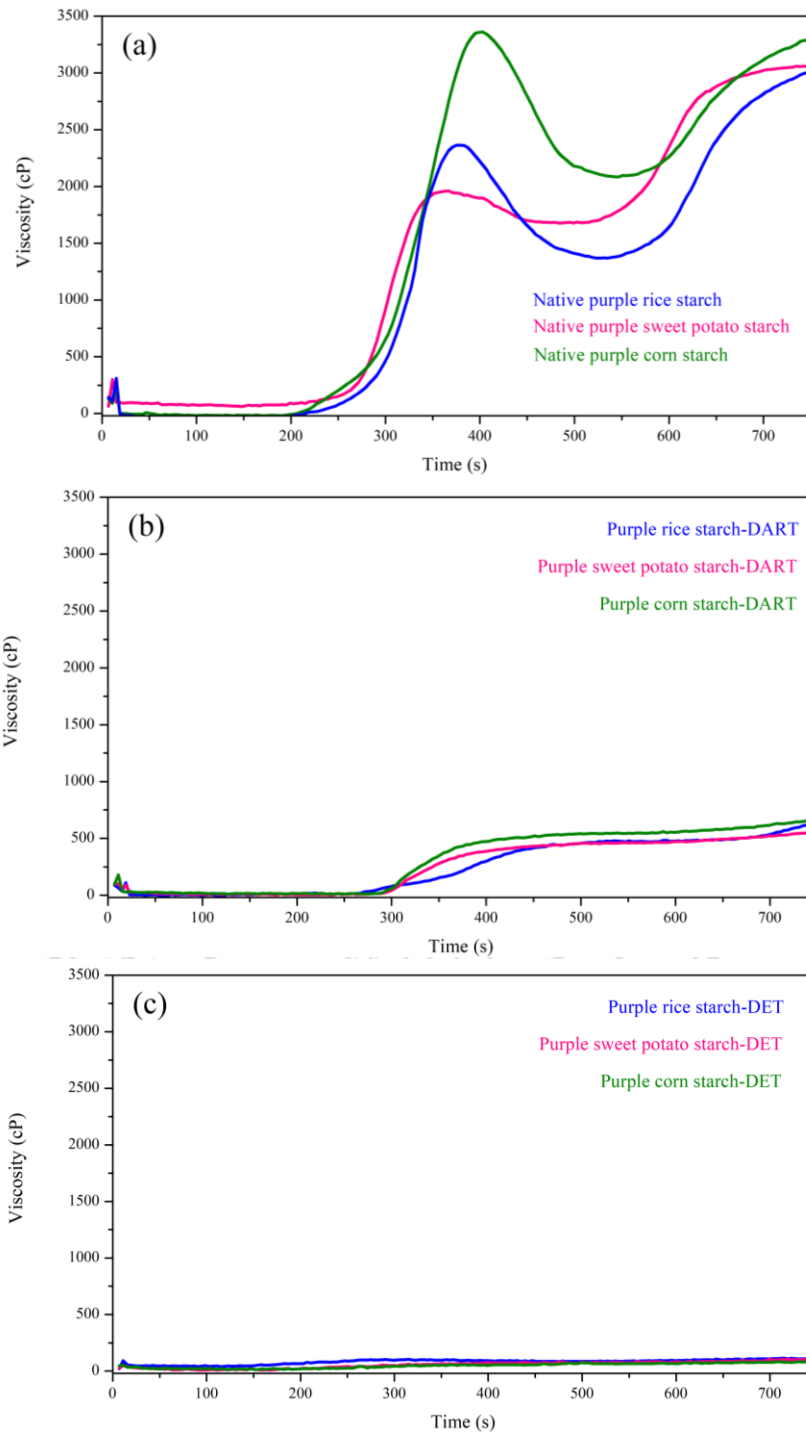 (a)
3500
3000
2500
2000
1500
1000
500
0
Viscosity (cP)
Native purple rice starch
Native purple sweet potato starch
Native purple corn starch
0 100 200 300 400 500 600 700
Time (s)
(b)
3500
3000
2500
2000
1500
1000
500
0
Viscosity (cP)
Purple rice starch-DART
Purple sweet potato starch-DART
Purple corn starch-DART
0 100 200 300 400 500 600 700
Time (s)
(c)
3500
3000
2500
2000
1500
1000
500
0
Viscosity (cP)
Purple rice starch-DET
Purple sweet potato starch-DET
Purple corn starch-DET
0 100 200 300 400 500 600 700
Time (s)